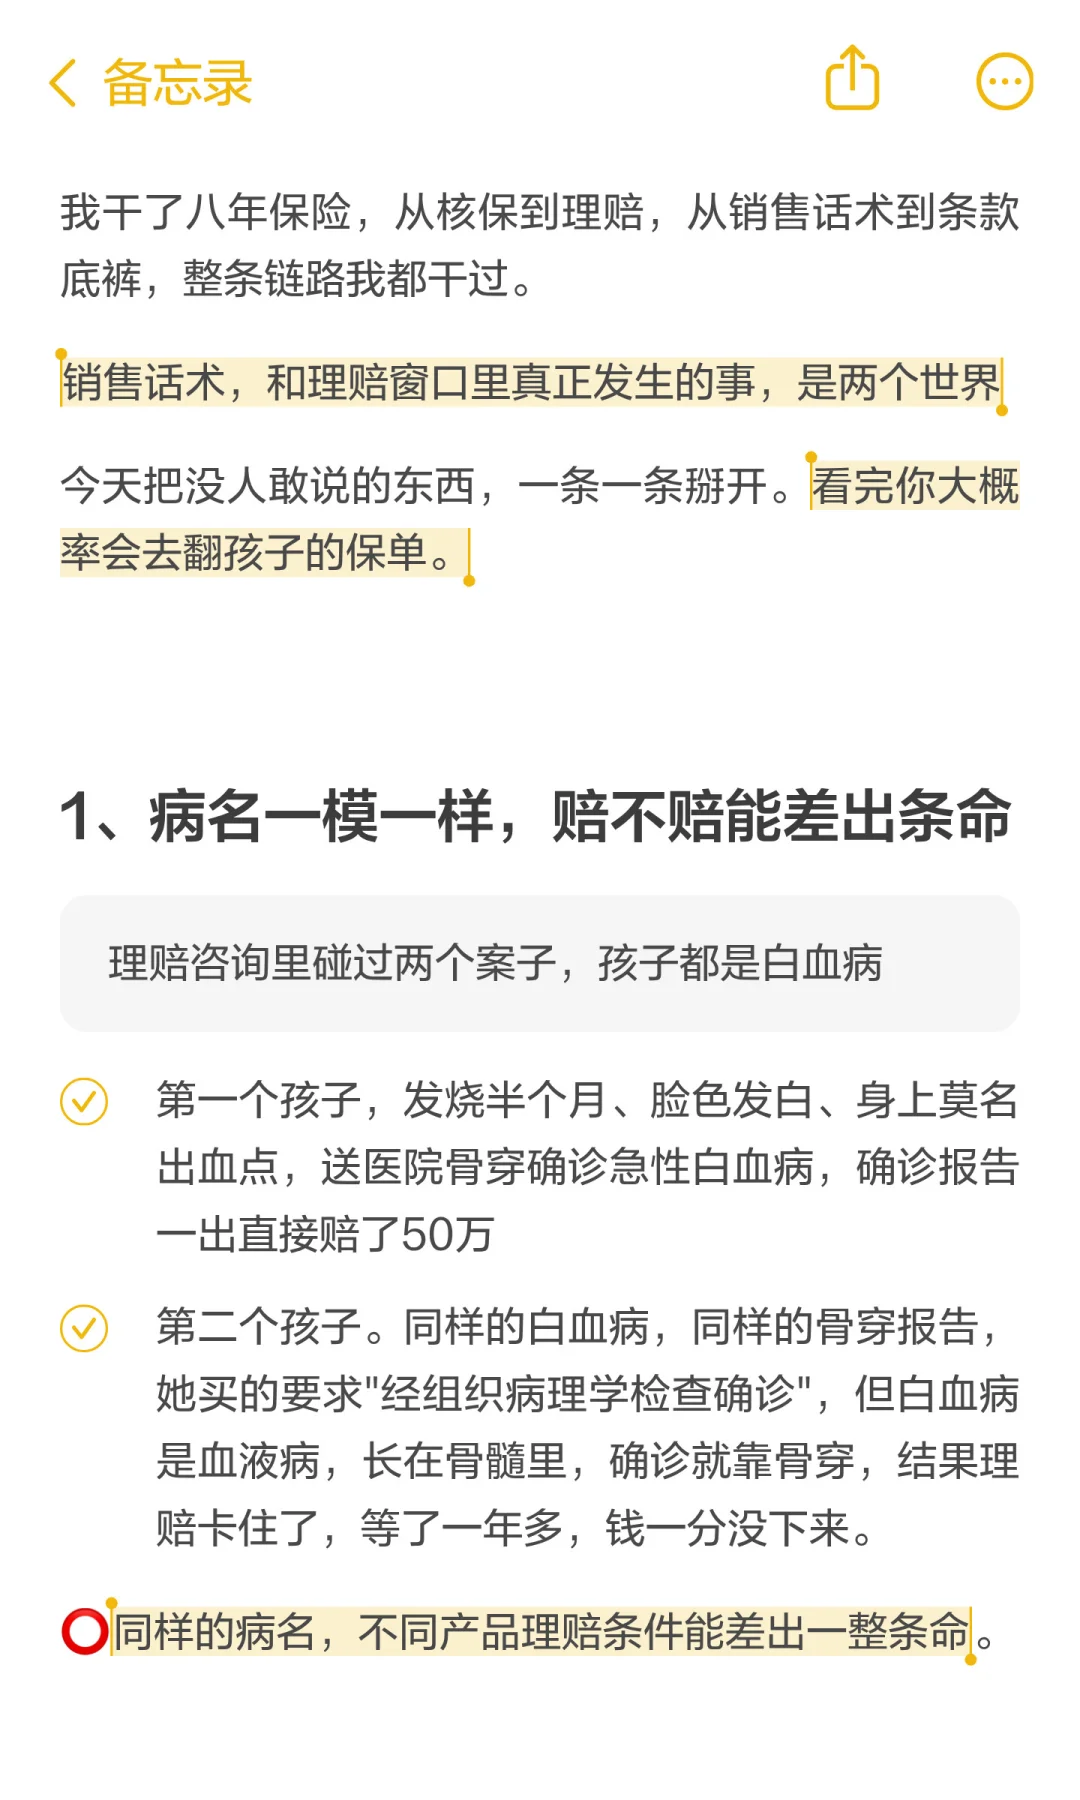 备忘录
我干了八年保险，从核保到理赔，从销售话术到条款
底裤，整条链路我都干过。
销售话术，和理赔窗口里真正发生的事，是两个世界
今天把没人敢说的东西，一条一条掰开。看完你大概
率会去翻孩子的保单。
1、病名一模一样，赔不赔能差出条命
理赔咨询里碰过两个案子，孩子都是白血病
第一个孩子，发烧半个月、脸色发白、身上莫名
出血点，送医院骨穿确诊急性白血病，确诊报告
一出直接赔了50万
第二个孩子。同样的白血病，同样的骨穿报告，
她买的要求"经组织病理学检查确诊"，但白血病
是血液病，长在骨髓里，确诊就靠骨穿，结果理
赔卡住了，等了一年多，钱一分没下来。
同样的病名，不同产品理赔条件能差出一整条命。